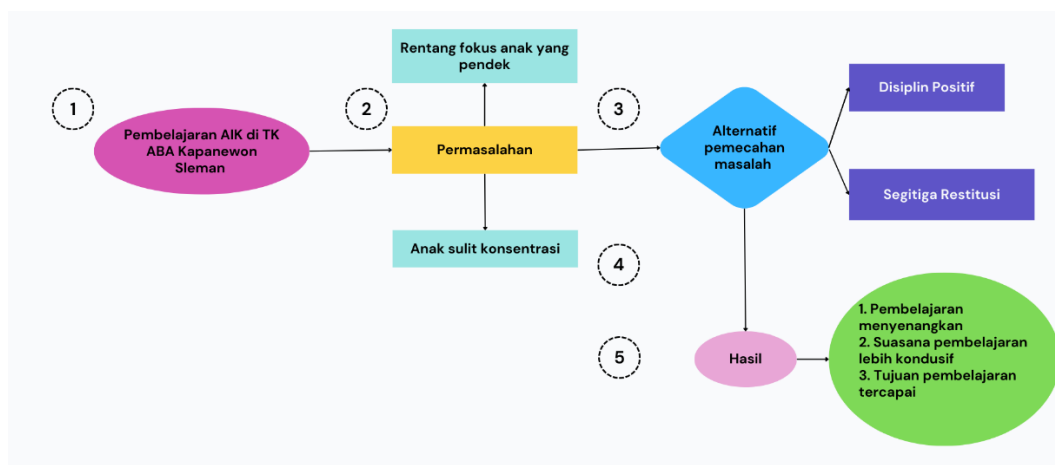 1
Pembelajaran AIK di TK
ABA Kapanewon
Sleman
2
Rentang fokus anak yang
pendek
Permasalahan
Anak sulit konsentrasi
3
Alternatif
pemecahan
masalah
Disiplin Positif
Segitiga Restitusi
4
5
Hasil
1. Pembelajaran
menyenangkan
2. Suasana pembelajaran
lebih kondusif
3. Tujuan pembelajaran
tercapai